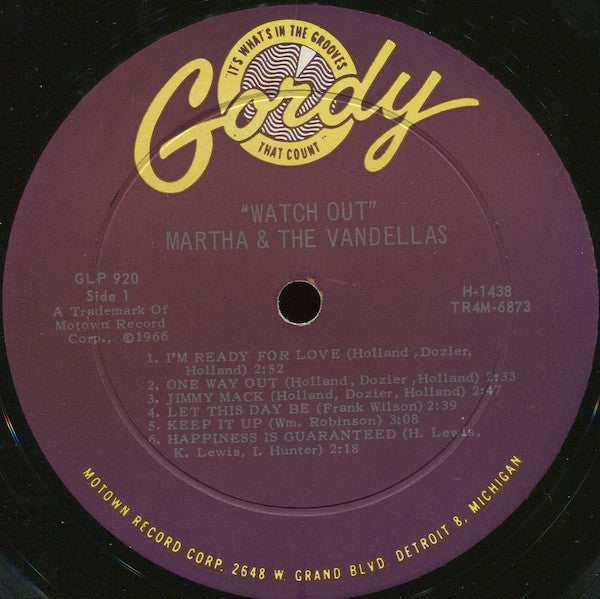 "IT'S WHAT'S IN THE GROOVES
Gordy
THAT COUNT"
"WATCH OUT"
MARTHA & THE VANDELLAS
GLP 920
Side 1
A Trademark Of
Motown Record
Corp., ©1966
H-1438
TR4M-6873
1. I'M READY FOR LOVE (Holland ,Dozier,
Holland) 2:52
2. ONE WAY OUT (Holland, Dozier ,Holland) 2:33
3. JIMMY MACK (Holland, Dozier, Holland) 2:47
4. LET THIS DAY BE (Frank Wilson) 2:39
5. KEEP IT UP (Wm. Robinson) 3:08
6. HAPPINESS IS GUARANTEED (H. Lewis,
K. Lewis, I. Hunter) 2:18
MOTOWN RECORD CORP. 2648 W. GRAND BLVD. DETROIT 8, MICHIGAN